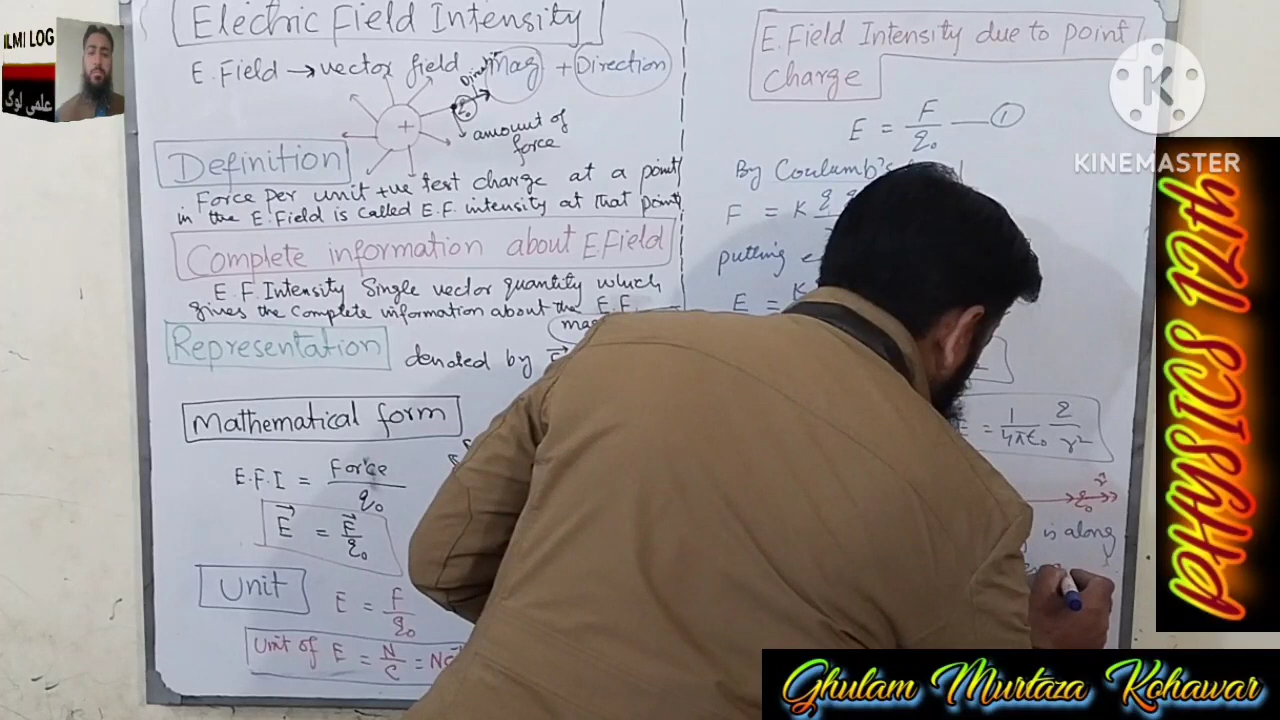 ILMI LOG
علمی لوگ
Electric Field Intensity
E.Field → vector field Mag + Direction
Direct
+
q₀
amount of
force
Definition
Force per unit +ve test charge at a point
in the E.Field is called E.F. intensity at that point
Complete information about E.Field
E.F. Intensity Single vector quantity which
gives the complete information about the E.F.
Representation
denoted by
Mathematical form
E.F.I = Force / q₀
E⃗ = E⃗ / q₀
Unit
E = F / q₀
Unit of E = N/C =
E.Field Intensity due to point
charge
E = F / q₀ — ①
By Coulumb's
F = K
putting
E = K
E = 1/4πε₀ q/r²
r̂
q₀
is along
KINEMASTER
PHYSICS 12th
Ghulam Murtaza Kohawar